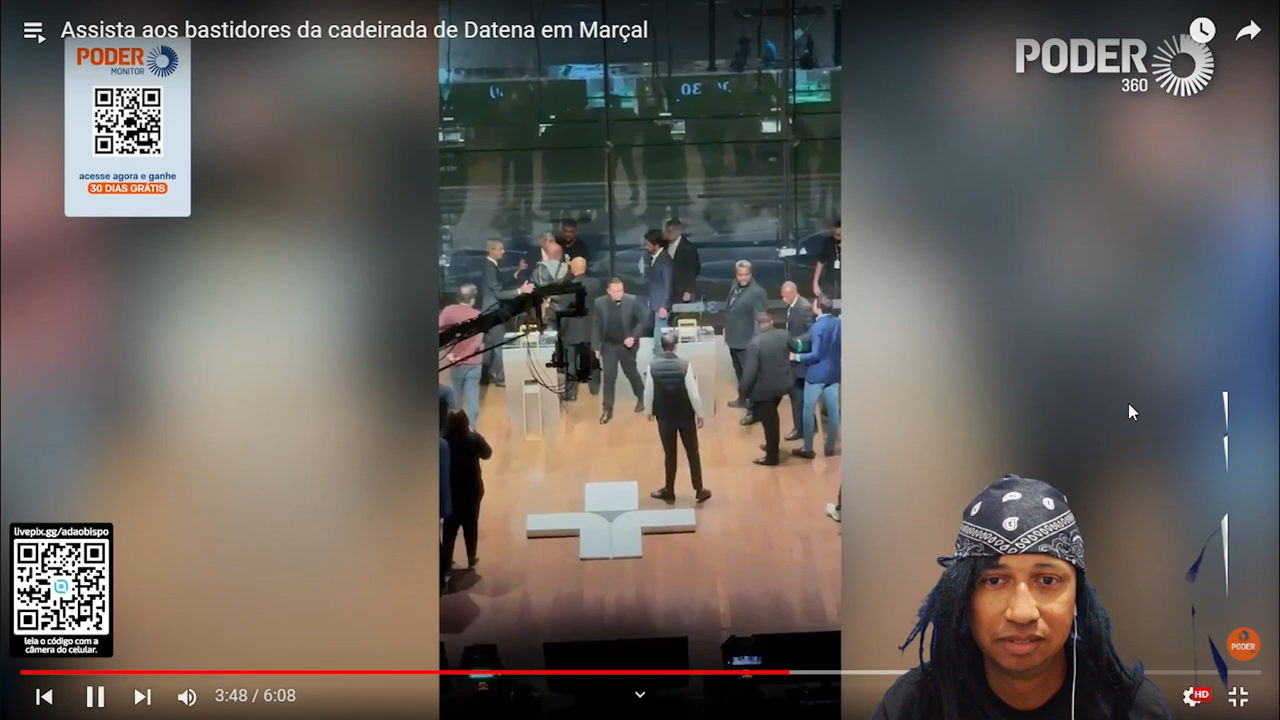 Assista aos bastidores da cadeirada de Datena em Marçal
PODER
MONITOR
acesse agora e ganhe
30 DIAS GRÁTIS
PODER
360
livepix.gg/adaobispo
leia o código com a
câmera do celular.
PODER
3:48 / 6:08
HD